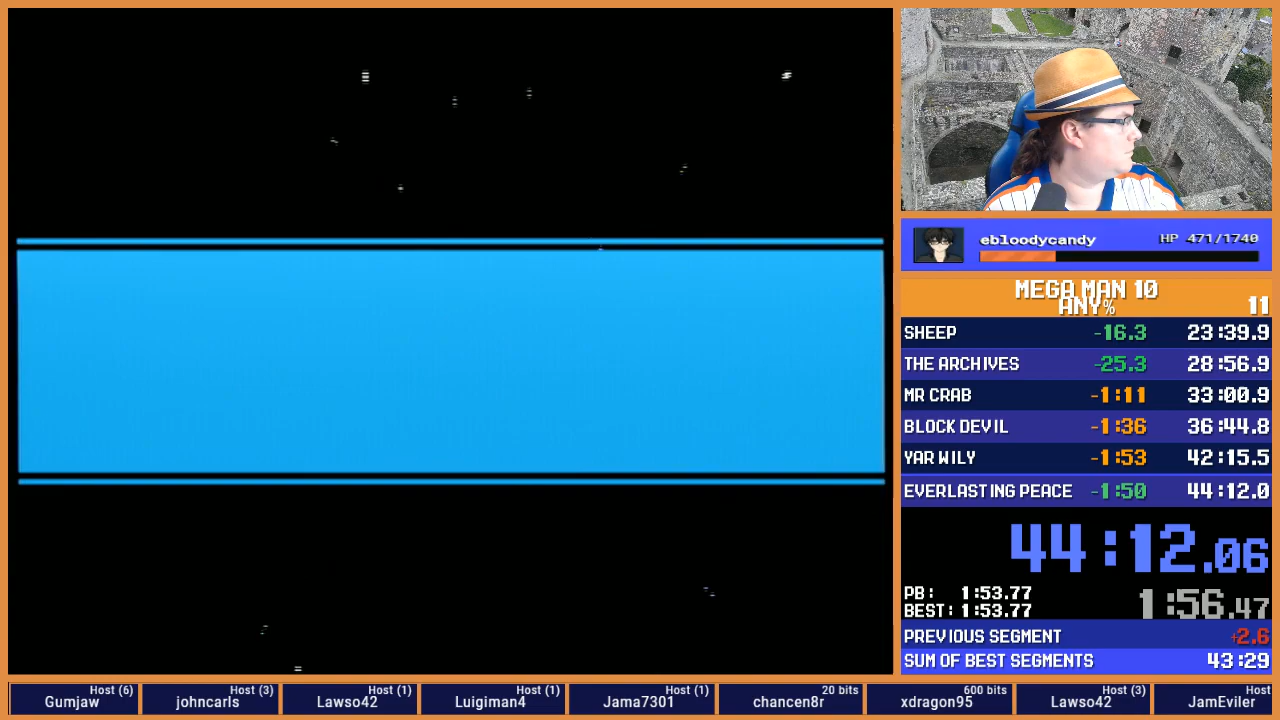 ebloodycandy HP 471/1740
MEGA MAN 10
ANY% 11
SHEEP -16.3 23:39.9
THE ARCHIVES -25.3 28:56.9
MR CRAB -1:11 33:00.9
BLOCK DEVIL -1:36 36:44.8
YAR WILY -1:53 42:15.5
EVERLASTING PEACE -1:50 44:12.0
44:12.06
PB: 1:53.77
BEST: 1:53.77
1:56.47
PREVIOUS SEGMENT +2.6
SUM OF BEST SEGMENTS 43:29
Host (6) Host (3) Host (1) Host (1) Host (1) 20 bits 600 bits Host (3) Host
Gumjaw johncarls Lawso42 Luigiman4 Jama7301 chancen8r xdragon95 Lawso42 JamEviler